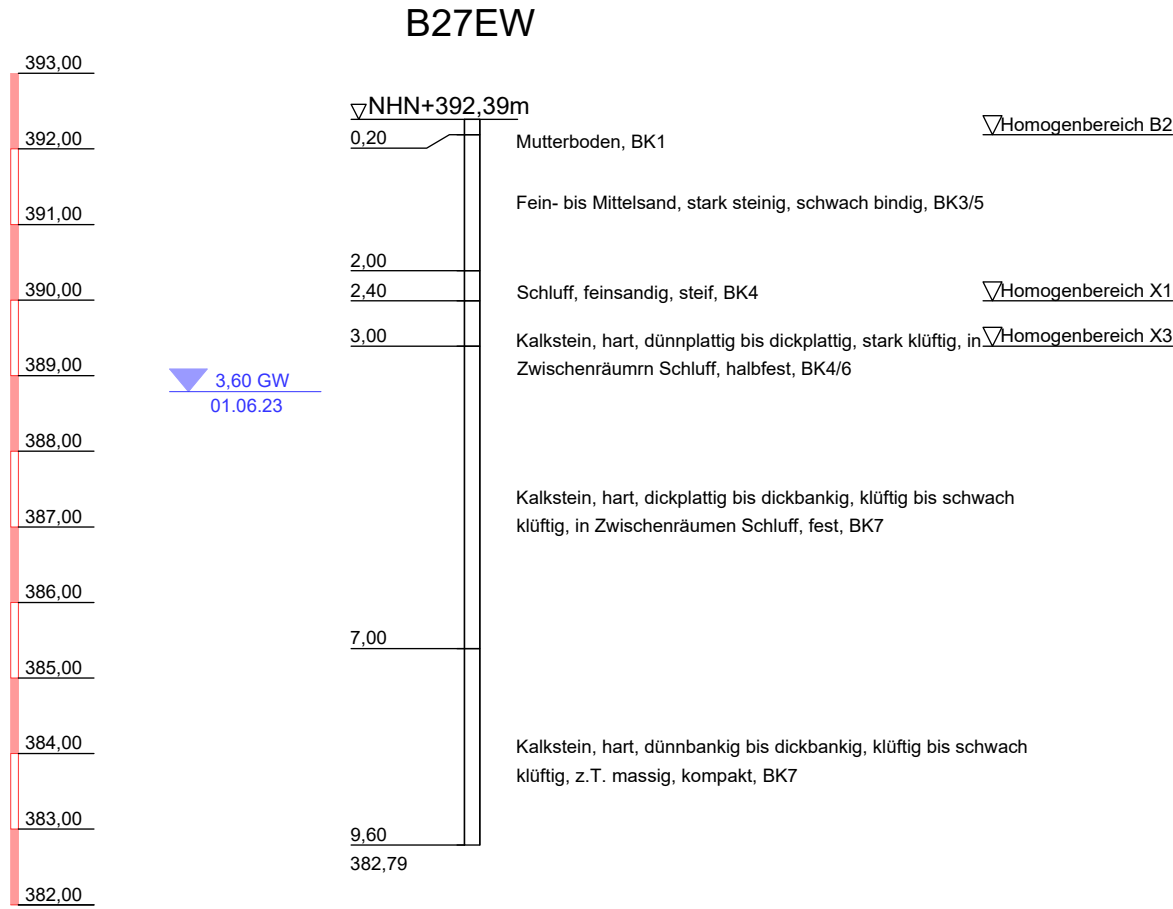 B27EW
393,00
NHN+392,39m
Homogenbereich B2
392,00
0,20
Mutterboden, BK1
Fein- bis Mittelsand, stark steinig, schwach bindig, BK3/5
391,00
2,00
390,00
2,40
Schluff, feinsandig, steif, BK4
Homogenbereich X1
3,00
Kalkstein, hart, dünnplattig bis dickplattig, stark klüftig, in
Zwischenräumrn Schluff, halbfest, BK4/6
Homogenbereich X3
389,00
3,60 GW
01.06.23
388,00
Kalkstein, hart, dickplattig bis dickbankig, klüftig bis schwach
klüftig, in Zwischenräumen Schluff, fest, BK7
387,00
386,00
7,00
385,00
384,00
Kalkstein, hart, dünnbankig bis dickbankig, klüftig bis schwach
klüftig, z.T. massig, kompakt, BK7
383,00
9,60
382,79
382,00